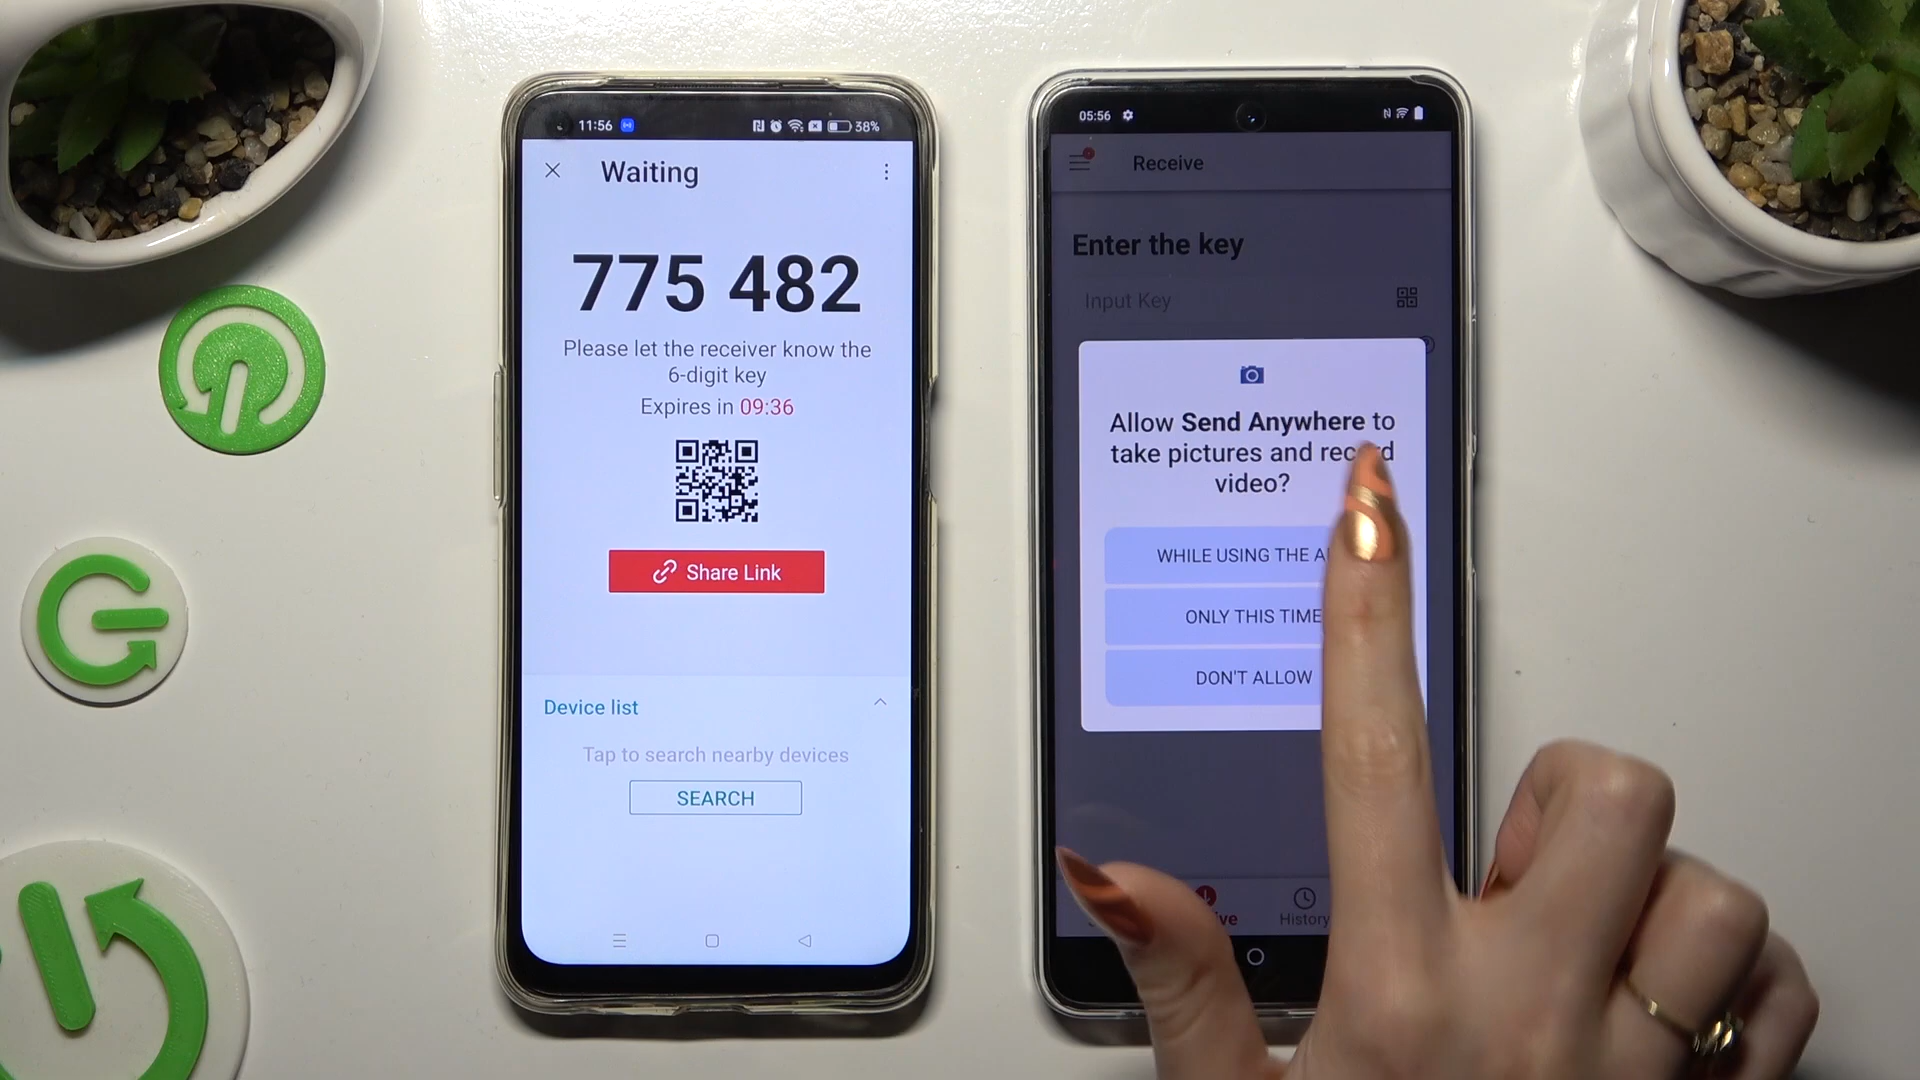 11:56
38%
Waiting
775 482
Please let the receiver know the
6-digit key
Expires in 09:36
Share Link
Device list
Tap to search nearby devices
SEARCH
05:56
Receive
Enter the key
Input Key
Allow Send Anywhere to
take pictures and record
video?
WHILE USING THE
ONLY THIS TIME
DON'T ALLOW
History